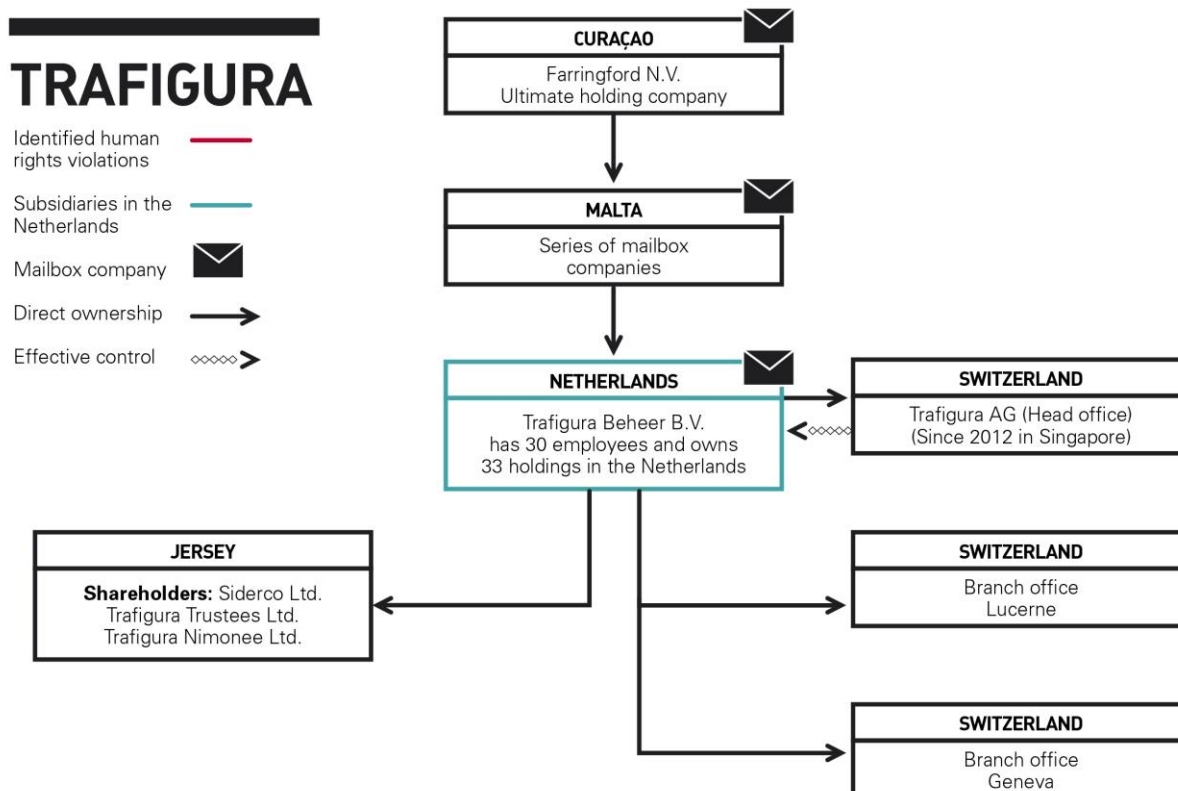 TRAFIGURA
Identified human
rights violations
Subsidiaries in the
Netherlands
Mailbox company
Direct ownership
Effective control
CURAÇAO
Farringford N.V.
Ultimate holding company
MALTA
Series of mailbox
companies
NETHERLANDS
Trafigura Beheer B.V.
has 30 employees and owns
33 holdings in the Netherlands
SWITZERLAND
Trafigura AG (Head office)
(Since 2012 in Singapore)
JERSEY
Shareholders: Siderco Ltd.
Trafigura Trustees Ltd.
Trafigura Nimonee Ltd.
SWITZERLAND
Branch office
Lucerne
SWITZERLAND
Branch office
Geneva